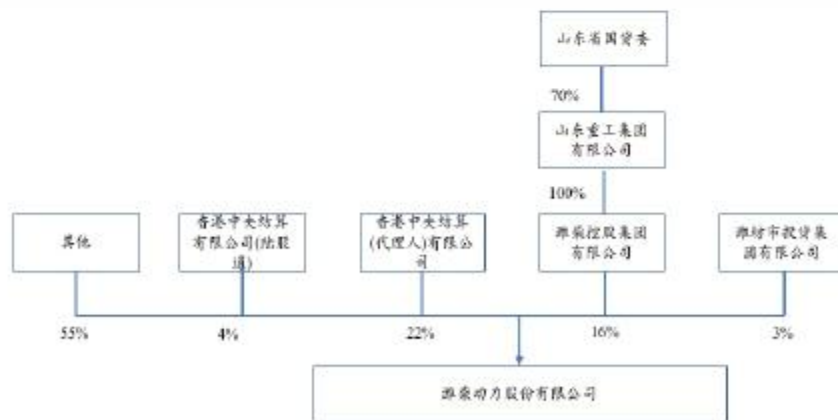 山东省国资委
70%
山东重工集团
有限公司
100%
其他
香港中央结算
有限公司(陆股
通)
香港中央结算
(代理人)有限公
司
潍柴控股集团
有限公司
潍坊市投资集
团有限公司
55%
4%
22%
16%
3%
潍柴动力股份有限公司